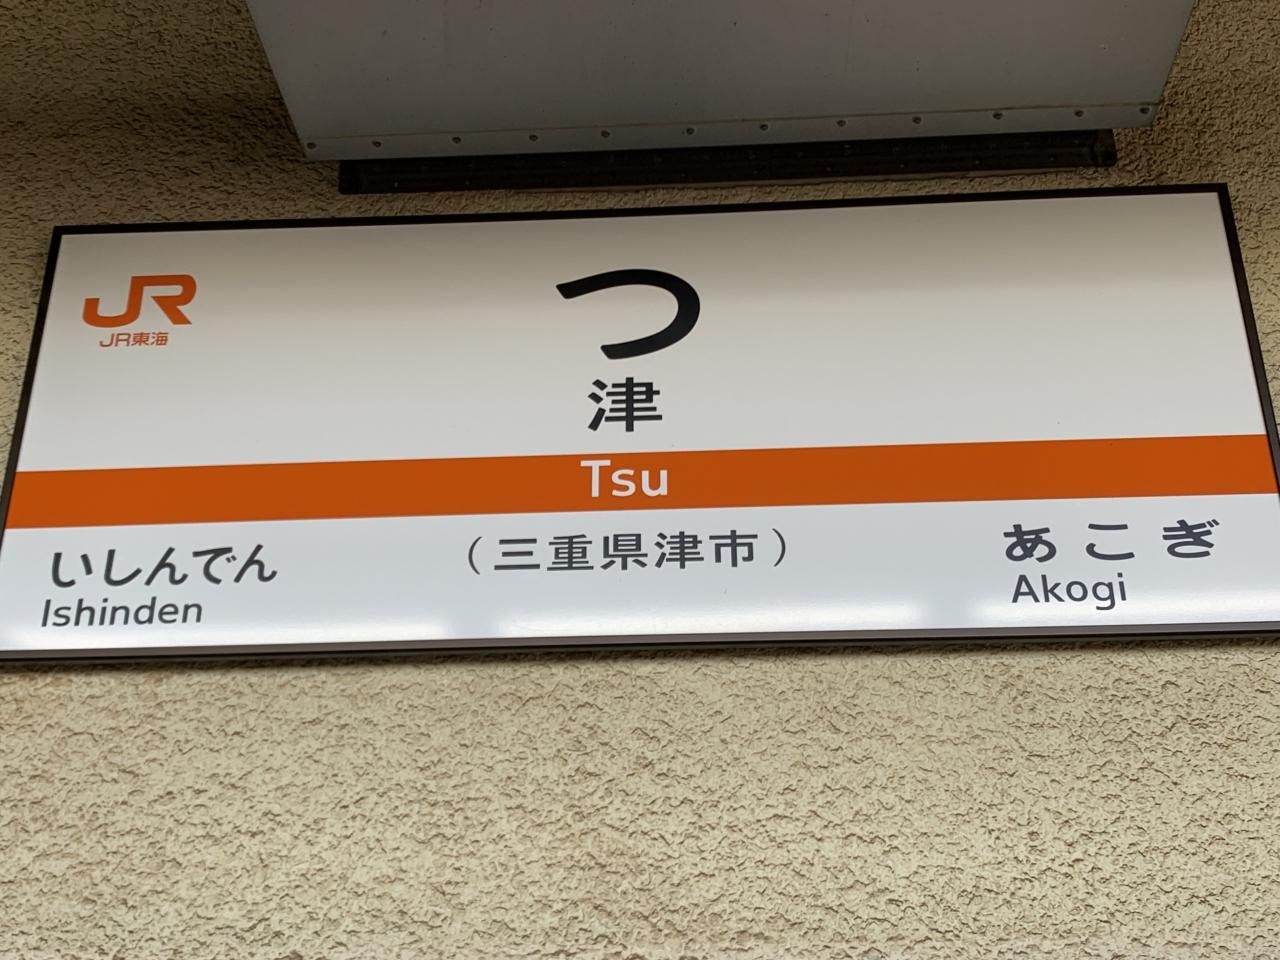 JR
JR東海
つ
津
Tsu
（三重県津市）
いしんでん
Ishinden
あこぎ
Akogi